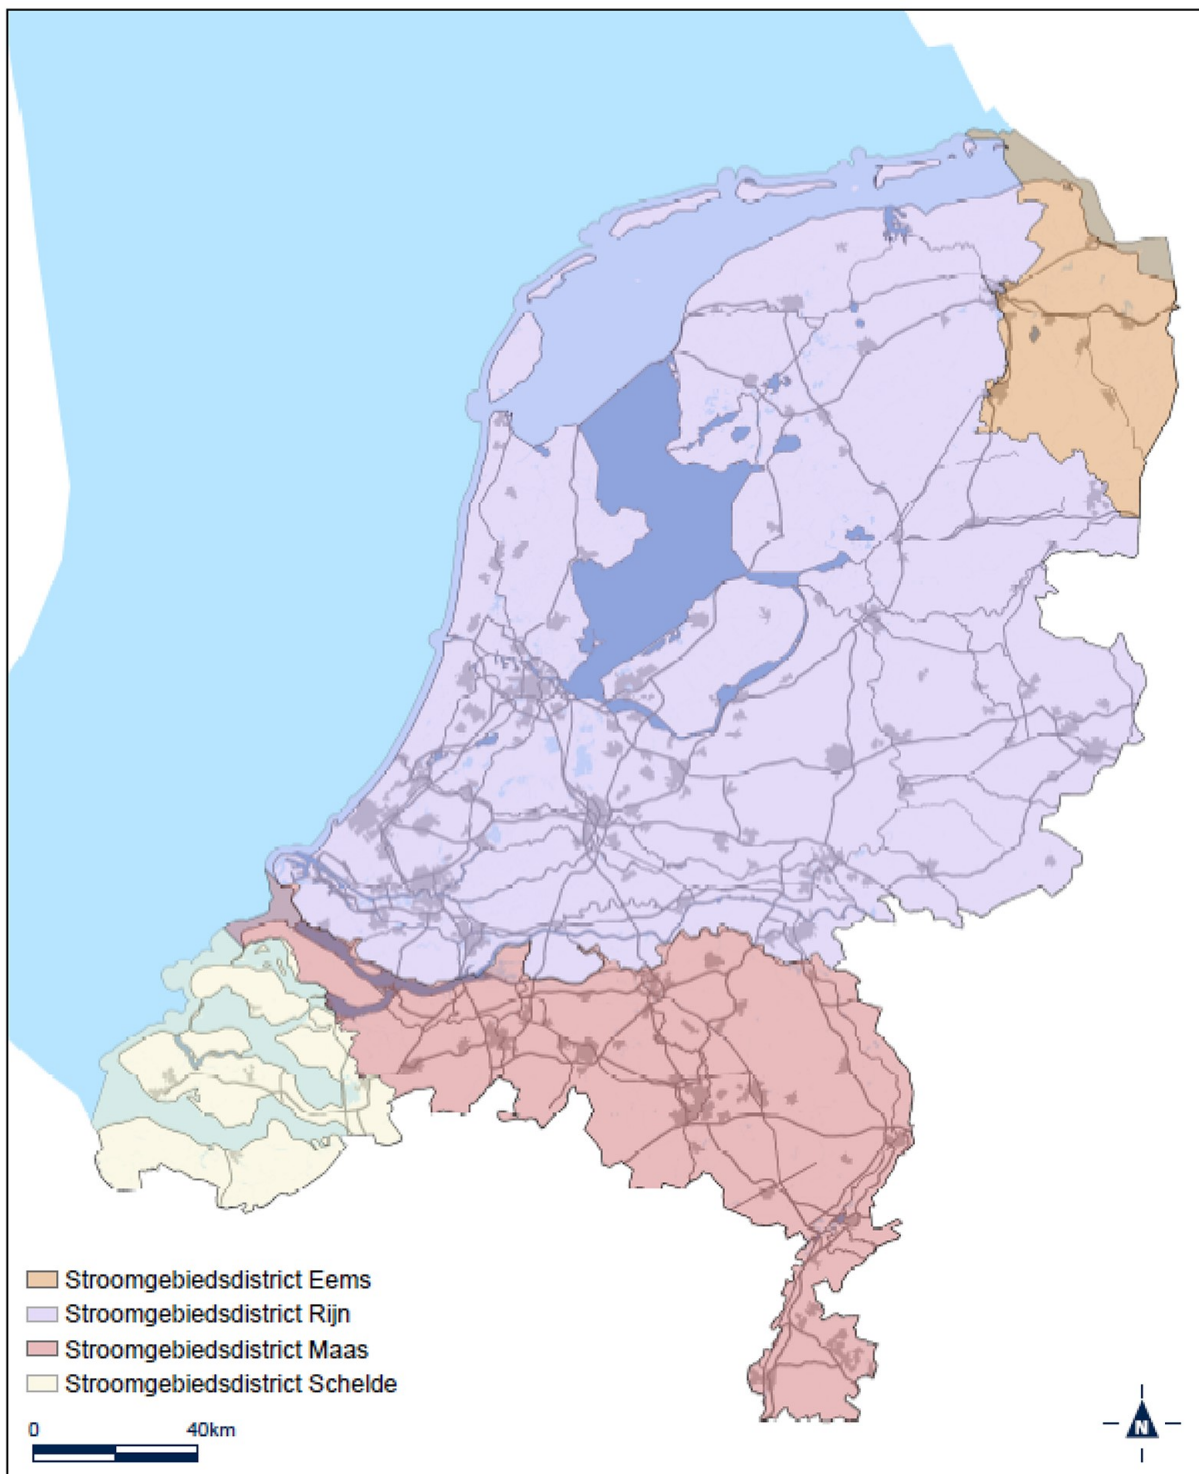 Stroomgebiedsdistrict Eems
Stroomgebiedsdistrict Rijn
Stroomgebiedsdistrict Maas
Stroomgebiedsdistrict Schelde
0 40km
N